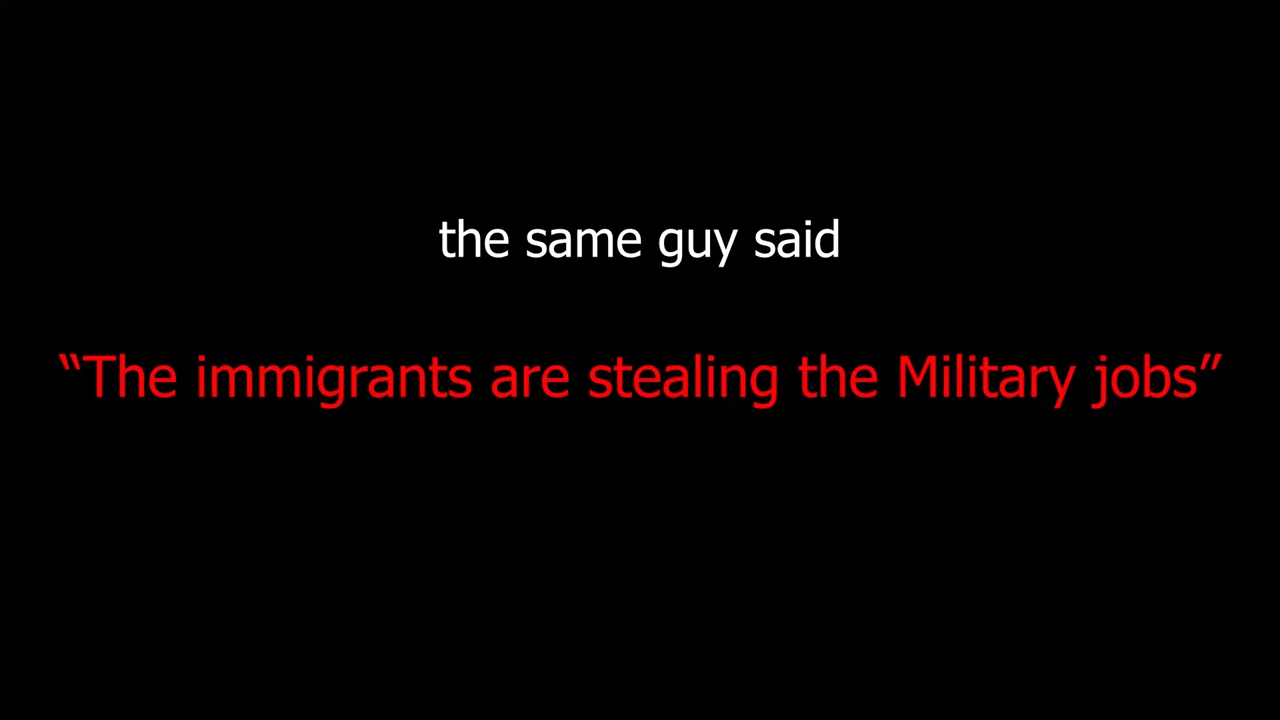 the same guy said
“The immigrants are stealing the Military jobs”